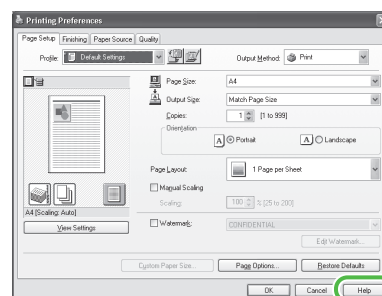 Printing Preferences
Page Setup Finishing Paper Source Quality
Profile: Default Settings Output Method: Print
Page Size: A4
Output Size: Match Page Size
Copies: 1 [1 to 999]
Orientation
A Portrait A Landscape
Page Layout: 1 Page per Sheet
Manual Scaling
Scaling: 100 % [25 to 200]
A4 [Scaling: Auto]
View Settings
Watermark: CONFIDENTIAL
Edit Watermark...
Custom Paper Size... Page Options... Restore Defaults
OK Cancel Help